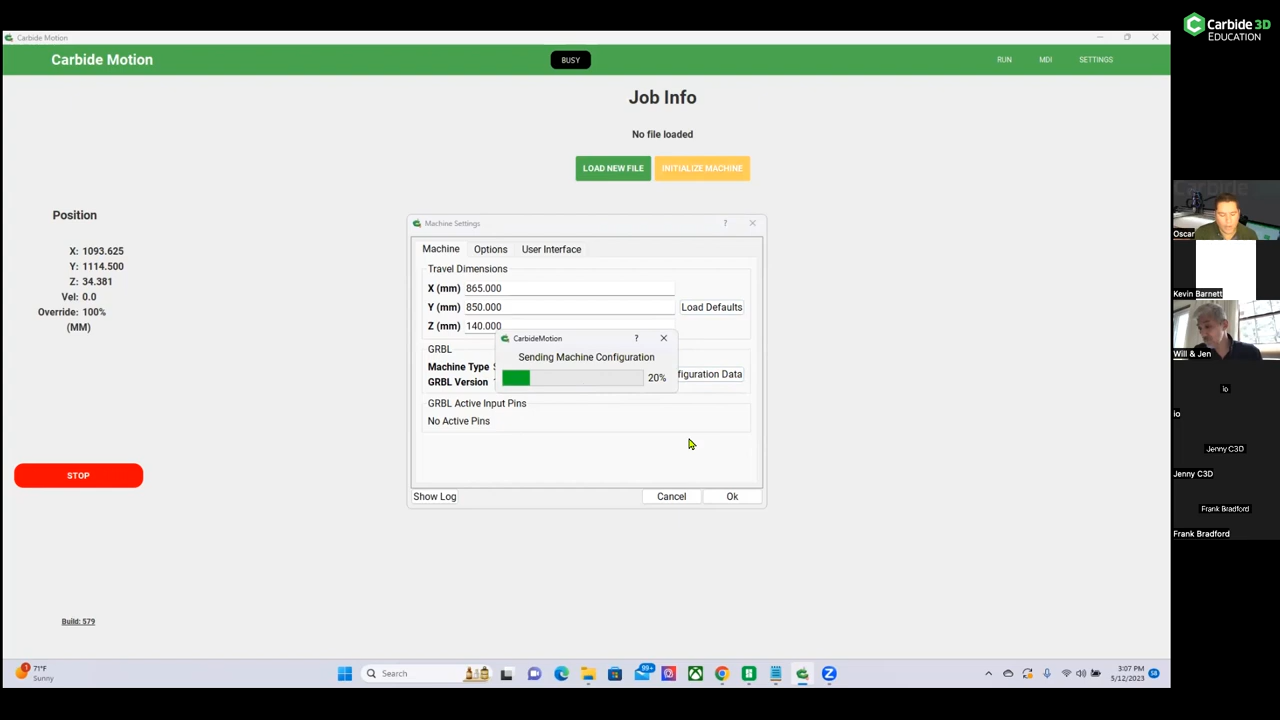 Carbide 3D
EDUCATION
Carbide Motion
Carbide Motion
BUSY
RUN
MDI
SETTINGS
Job Info
No file loaded
LOAD NEW FILE
INITIALIZE MACHINE
Position
X: 1093.625
Y: 1114.500
Z: 34.381
Vel: 0.0
Override: 100%
(MM)
STOP
Build: 579
Machine Settings
?
Machine
Options
User Interface
Travel Dimensions
X (mm) 865.000
Y (mm) 850.000
Load Defaults
Z (mm) 140.000
CarbideMotion
?
Sending Machine Configuration
20%
GRBL
Machine Type S
figuration Data
GRBL Version
GRBL Active Input Pins
No Active Pins
Show Log
Cancel
Ok
Carbide
Oscar
Kevin Barnett
Will & Jen
io
io
Jenny C3D
Jenny C3D
Frank Bradford
Frank Bradford
1
71°F
Sunny
Search
99+
3:07 PM
5/12/2023
58